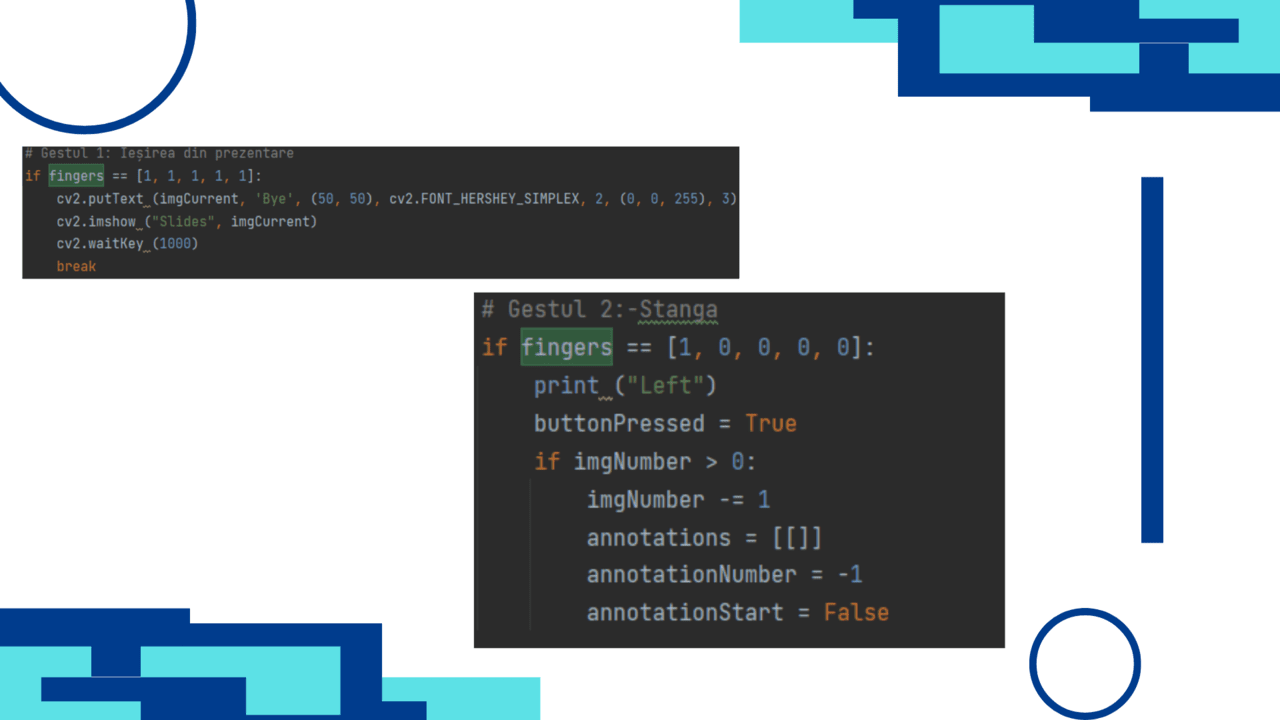 # Gestul 1: Ieșirea din prezentare
if fingers == [1, 1, 1, 1, 1]:
    cv2.putText (imgCurrent, 'Bye', (50, 50), cv2.FONT_HERSHEY_SIMPLEX, 2, (0, 0, 255), 3)
    cv2.imshow ("Slides", imgCurrent)
    cv2.waitKey (1000)
    break
# Gestul 2:-Stanga
if fingers == [1, 0, 0, 0, 0]:
    print ("Left")
    buttonPressed = True
    if imgNumber > 0:
        imgNumber -= 1
        annotations = [[]]
        annotationNumber = -1
        annotationStart = False